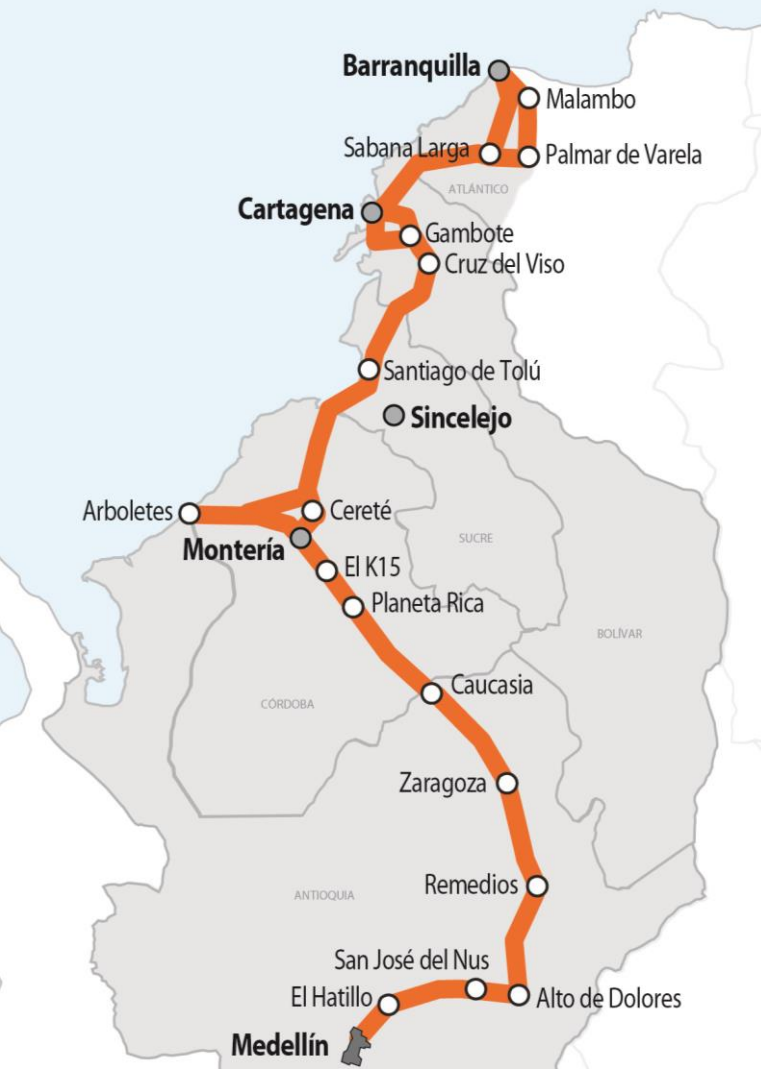 Barranquilla
Malambo
Sabana Larga
Palmar de Varela
ATLÁNTICO
Cartagena
Gambote
Cruz del Viso
Santiago de Tolú
Sincelejo
Arboletes
Cereté
Montería
SUCRE
El K15
Planeta Rica
BOLÍVAR
Caucasia
CÓRDOBA
Zaragoza
Remedios
ANTIOQUIA
San José del Nus
El Hatillo
Alto de Dolores
Medellín